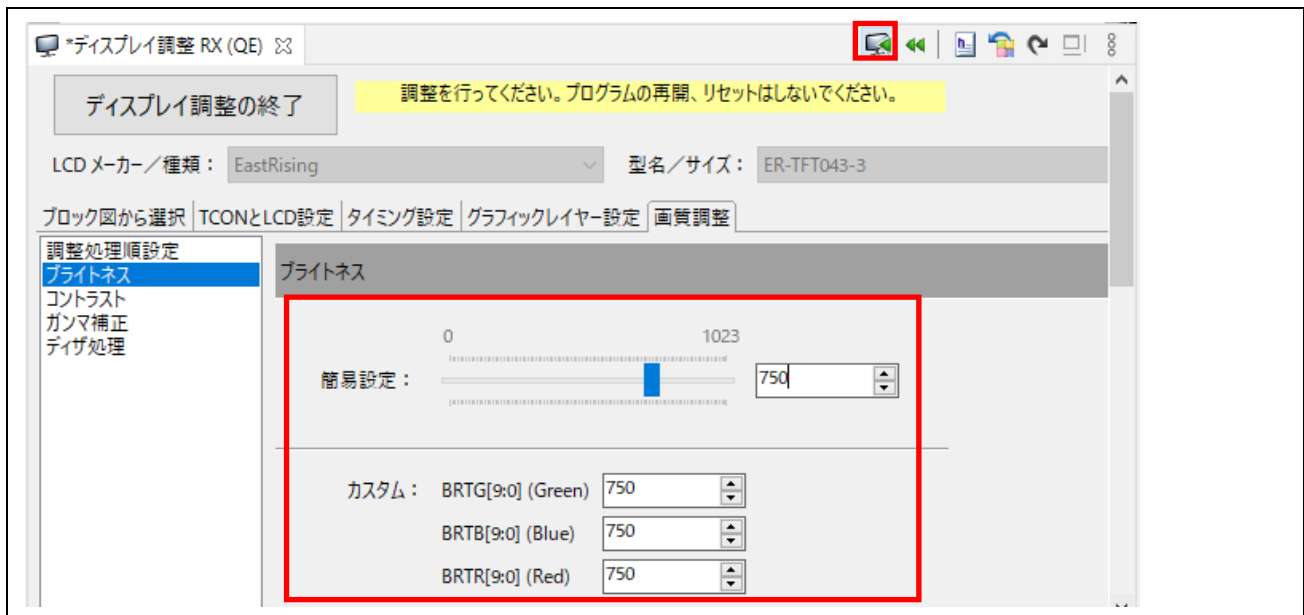 *ディスプレイ調整 RX (QE)
ディスプレイ調整の終了
調整を行ってください。プログラムの再開、リセットはしないでください。
LCD メーカー／種類： EastRising 型名／サイズ： ER-TFT043-3
ブロック図から選択 TCONとLCD設定 タイミング設定 グラフィックレイヤー設定 画質調整
調整処理順設定
ブライトネス
コントラスト
ガンマ補正
ディザ処理
ブライトネス
0 1023
簡易設定： 750
カスタム： BRTG[9:0] (Green) 750
BRTB[9:0] (Blue) 750
BRTR[9:0] (Red) 750